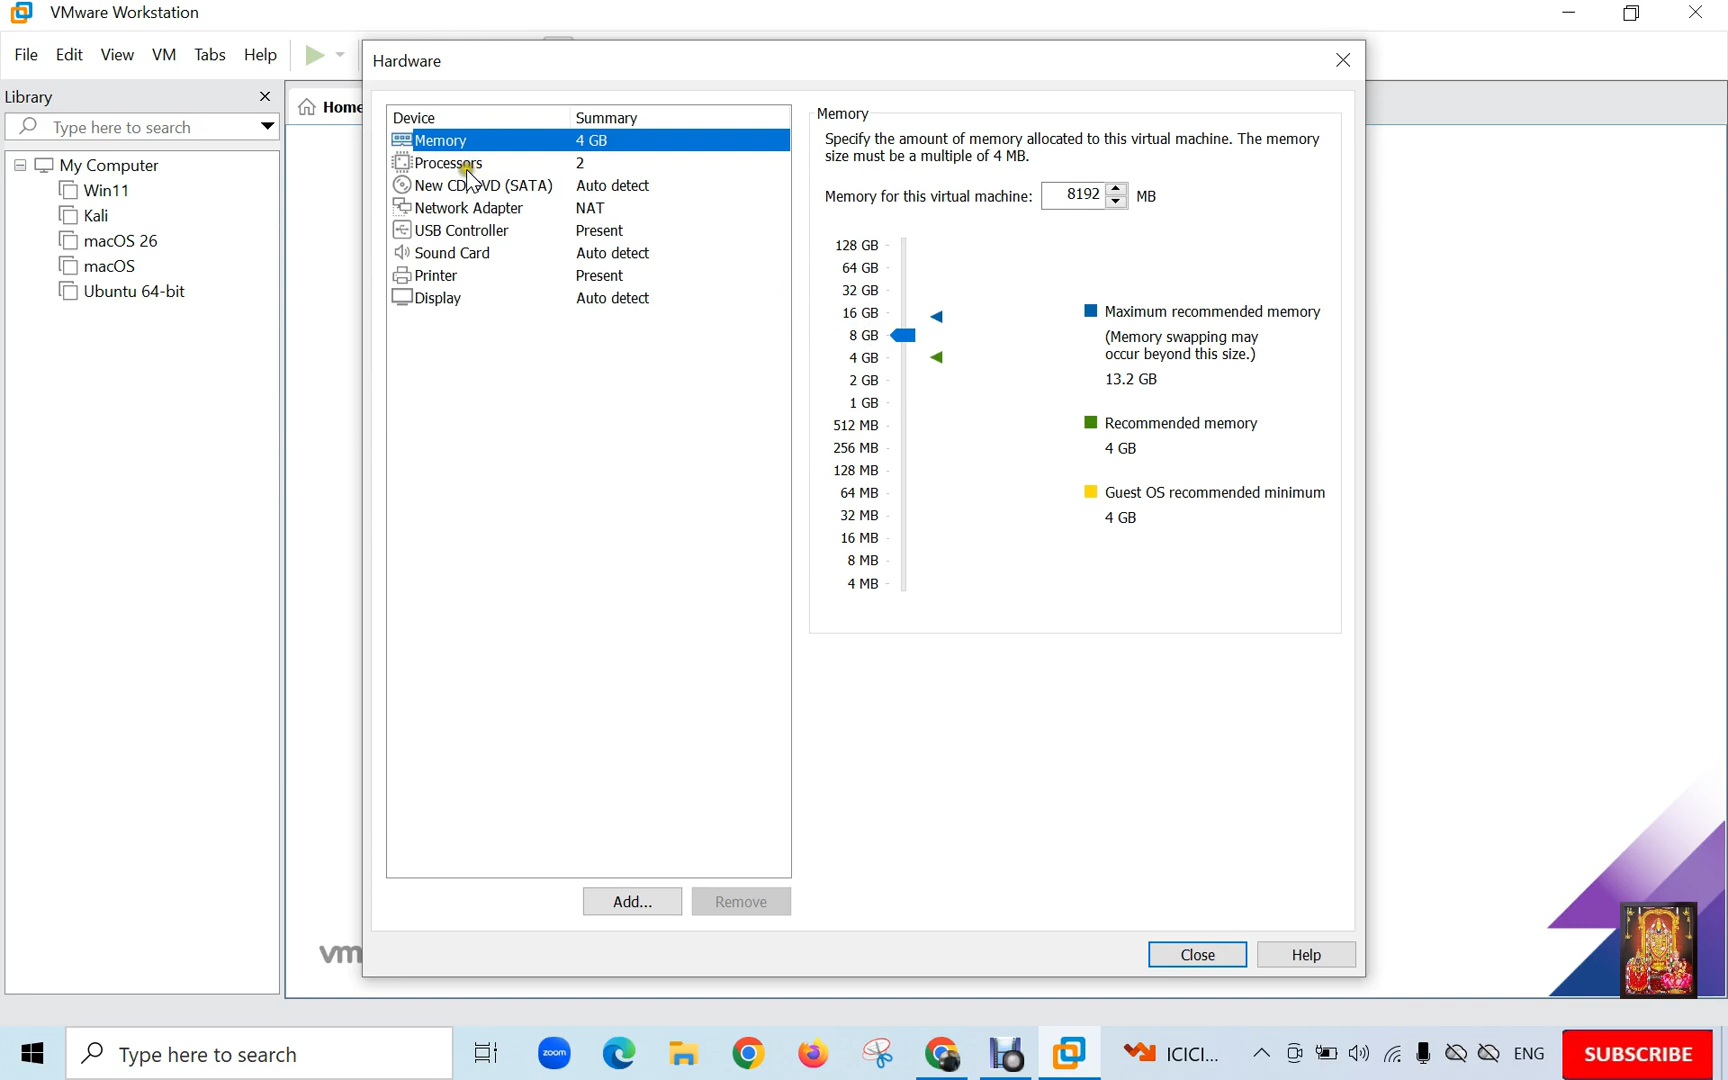 VMware Workstation
File Edit View VM Tabs Help
Library
Type here to search
My Computer
Win11
Kali
macOS 26
macOS
Ubuntu 64-bit
Home
Hardware
Device Summary
Memory 4 GB
Processors 2
New CD/DVD (SATA) Auto detect
Network Adapter NAT
USB Controller Present
Sound Card Auto detect
Printer Present
Display Auto detect
Add... Remove
Memory
Specify the amount of memory allocated to this virtual machine. The memory
size must be a multiple of 4 MB.
Memory for this virtual machine: 8192 MB
128 GB
64 GB
32 GB
16 GB
8 GB
4 GB
2 GB
1 GB
512 MB
256 MB
128 MB
64 MB
32 MB
16 MB
8 MB
4 MB
Maximum recommended memory
(Memory swapping may
occur beyond this size.)
13.2 GB
Recommended memory
4 GB
Guest OS recommended minimum
4 GB
Close Help
vm
Type here to search
zoom
ICICI...
ENG
SUBSCRIBE